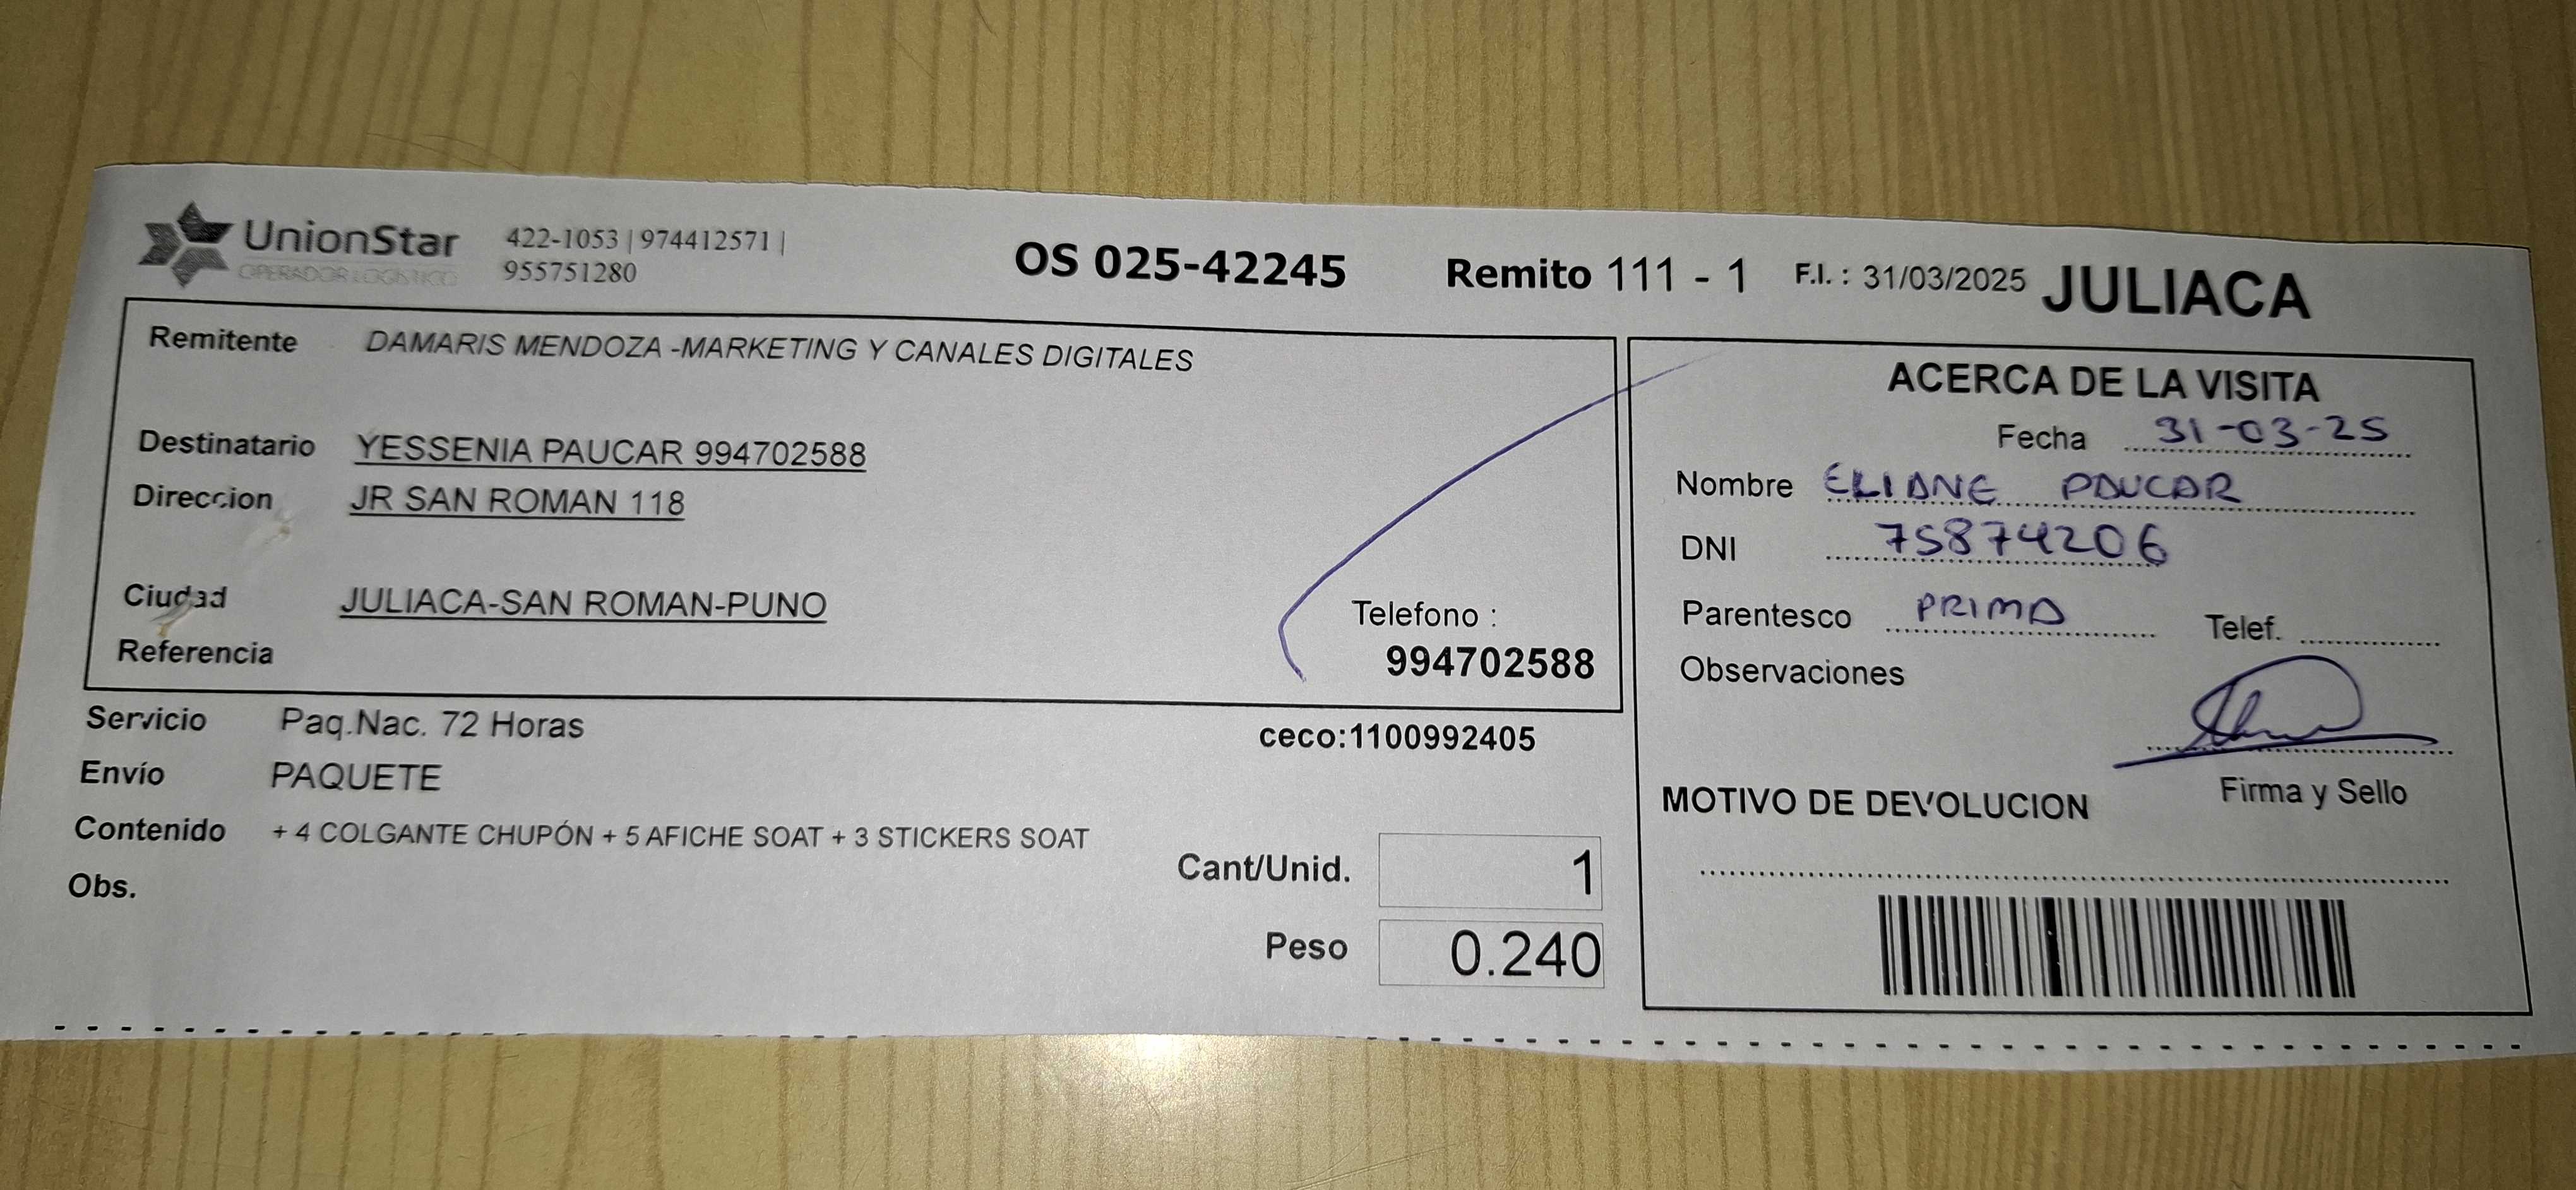 UnionStar
OPERADOR LOGISTICO
422-1053 | 974412571 |
955751280
OS 025-42245
Remito 111 - 1
F.I. : 31/03/2025
JULIACA
Remitente DAMARIS MENDOZA -MARKETING Y CANALES DIGITALES
Destinatario YESSENIA PAUCAR 994702588
Direccion JR SAN ROMAN 118
Ciudad JULIACA-SAN ROMAN-PUNO
Referencia
Telefono :
994702588
Servicio Paq.Nac. 72 Horas
ceco:1100992405
Envío PAQUETE
Contenido + 4 COLGANTE CHUPÓN + 5 AFICHE SOAT + 3 STICKERS SOAT
Obs.
Cant/Unid. 1
Peso 0.240
ACERCA DE LA VISITA
Fecha 31-03-25
Nombre ELIANE PAUCAR
DNI 75874206
Parentesco PRIMA Telef.
Observaciones
Firma y Sello
MOTIVO DE DEVOLUCION